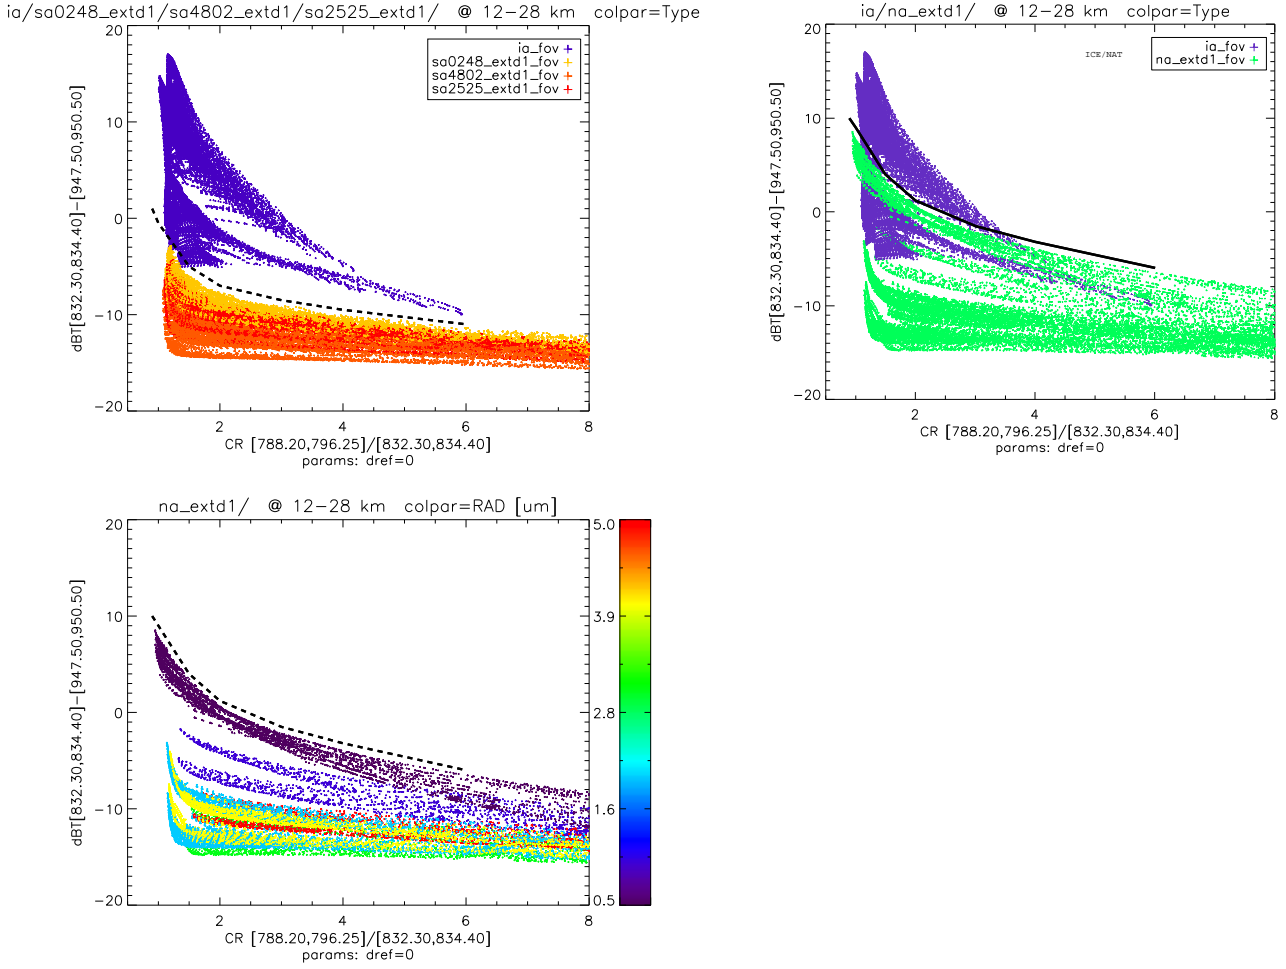 ia/sa0248_extd1/sa4802_extd1/sa2525_extd1/ @ 12-28 km colpar=Type
20
10
0
-10
-20
dBT[832.30,834.40]-[947.50,950.50]
ia_fov +
sa0248_extd1_fov +
sa4802_extd1_fov +
sa2525_extd1_fov +
2 4 6 8
CR [788.20,796.25]/[832.30,834.40]
params: dref=0
ia/na_extd1/ @ 12-28 km colpar=Type
20
10
0
-10
-20
dBT[832.30,834.40]-[947.50,950.50]
ICE/NAT
ia_fov +
na_extd1_fov +
2 4 6 8
CR [788.20,796.25]/[832.30,834.40]
params: dref=0
na_extd1/ @ 12-28 km colpar=RAD [um]
20
10
0
-10
-20
dBT[832.30,834.40]-[947.50,950.50]
5.0
3.9
2.8
1.6
0.5
2 4 6 8
CR [788.20,796.25]/[832.30,834.40]
params: dref=0